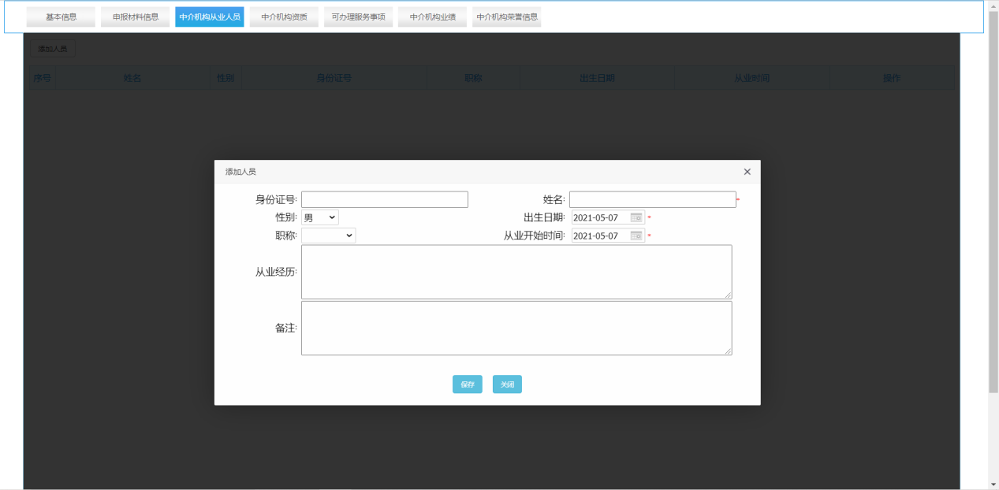 基本信息 申报材料信息 中介机构从业人员 中介机构资质 可办理服务事项 中介机构业绩 中介机构荣誉信息
添加人员
序号 姓名 性别 身份证号 职称 出生日期 从业时间 操作
添加人员 ×
身份证号: 姓名: *
性别: 男 出生日期: 2021-05-07 *
职称: 从业开始时间: 2021-05-07 *
从业经历:
备注:
保存 关闭